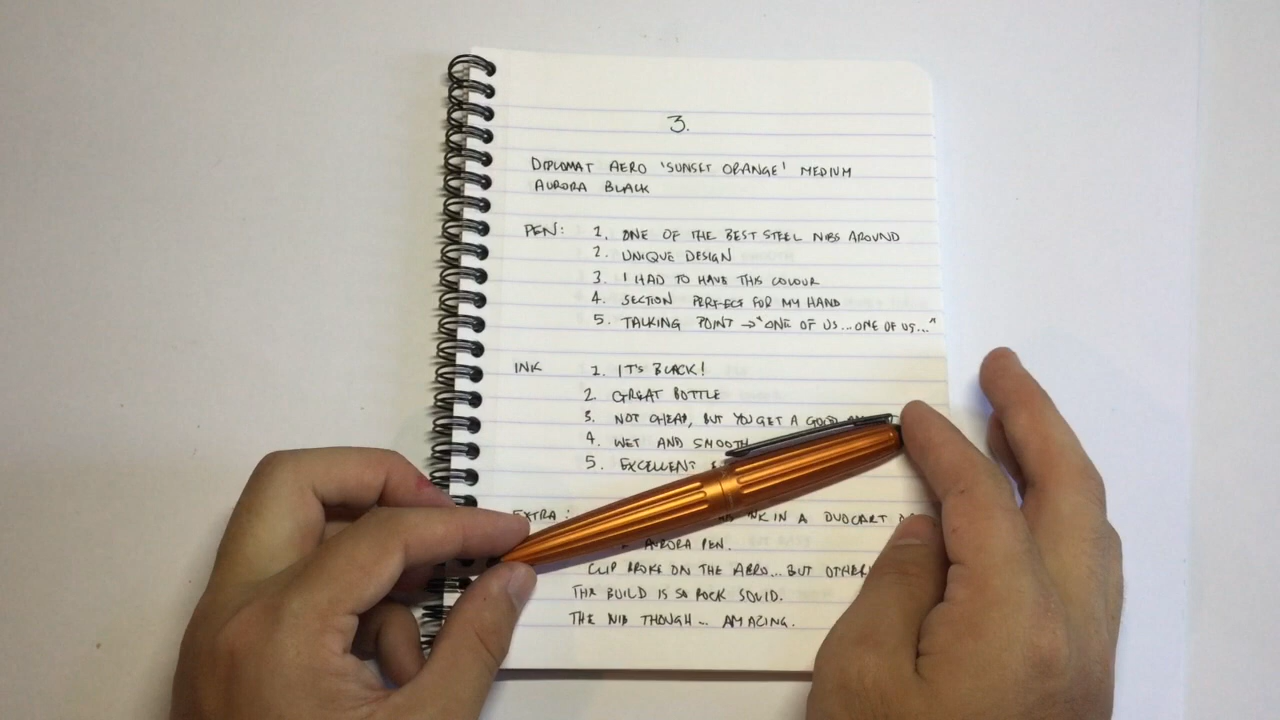 3.
DIPLOMAT AERO 'SUNSET ORANGE' MEDIUM
AURORA BLACK
PEN: 1. ONE OF THE BEST STEEL NIBS AROUND
2. UNIQUE DESIGN
3. I HAD TO HAVE THIS COLOUR
4. SECTION PERFECT FOR MY HAND
5. TALKING POINT → "ONE OF US...ONE OF US..."
INK 1. IT'S BLACK!
2. GREAT BOTTLE
3. NOT CHEAP, BUT YOU GET A GOOD
4. WET AND SMOOTH
5. EXCELLENT
EXTRA: INK IN A DUOCART
AURORA PEN.
CLIP BROKE ON THE AERO... BUT
THE BUILD IS SO ROCK SOLID.
THE NIB THOUGH... AMAZING.